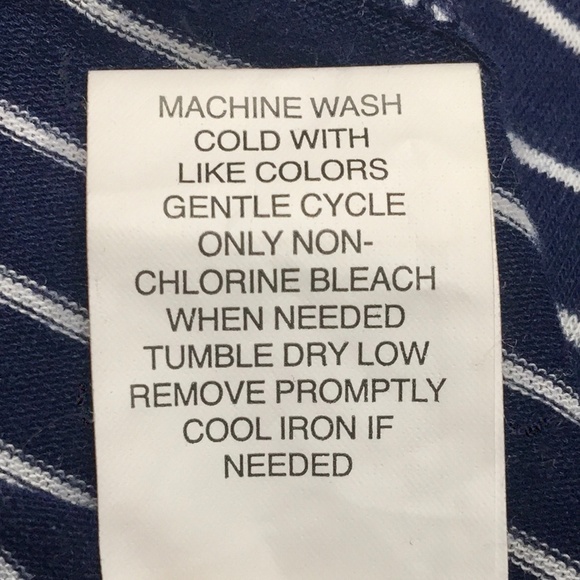 MACHINE WASH
COLD WITH
LIKE COLORS
GENTLE CYCLE
ONLY NON-
CHLORINE BLEACH
WHEN NEEDED
TUMBLE DRY LOW
REMOVE PROMPTLY
COOL IRON IF
NEEDED